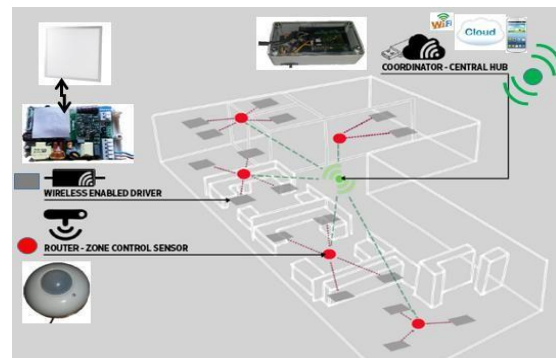 WiFi
Cloud
COORDINATOR - CENTRAL HUB
WIRELESS ENABLED DRIVER
ROUTER - ZONE CONTROL SENSOR